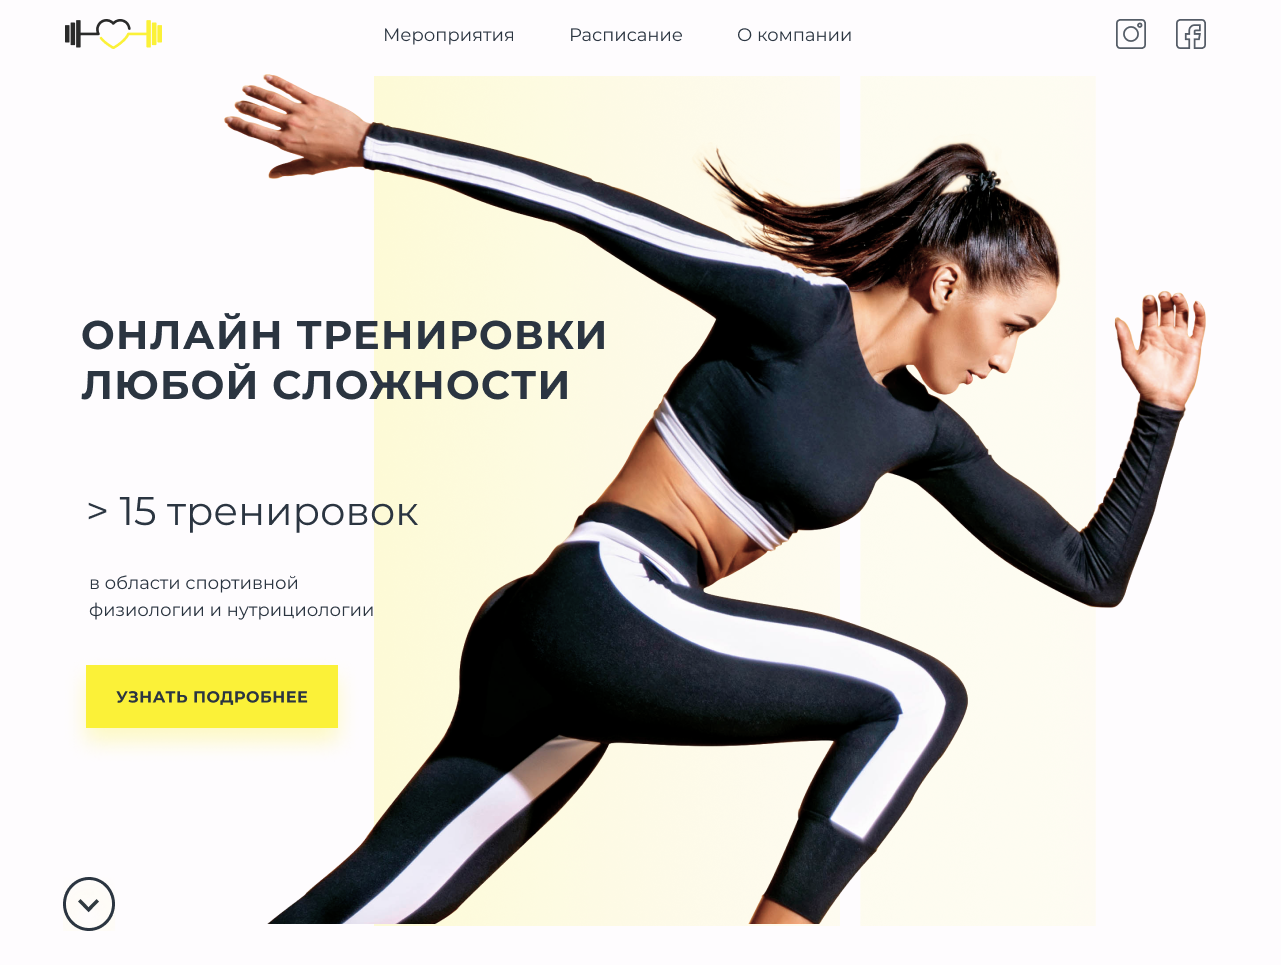 Мероприятия
Расписание
О компании
ОНЛАЙН ТРЕНИРОВКИ
ЛЮБОЙ СЛОЖНОСТИ
> 15 тренировок
в области спортивной
физиологии и нутрициологии
УЗНАТЬ ПОДРОБНЕЕ